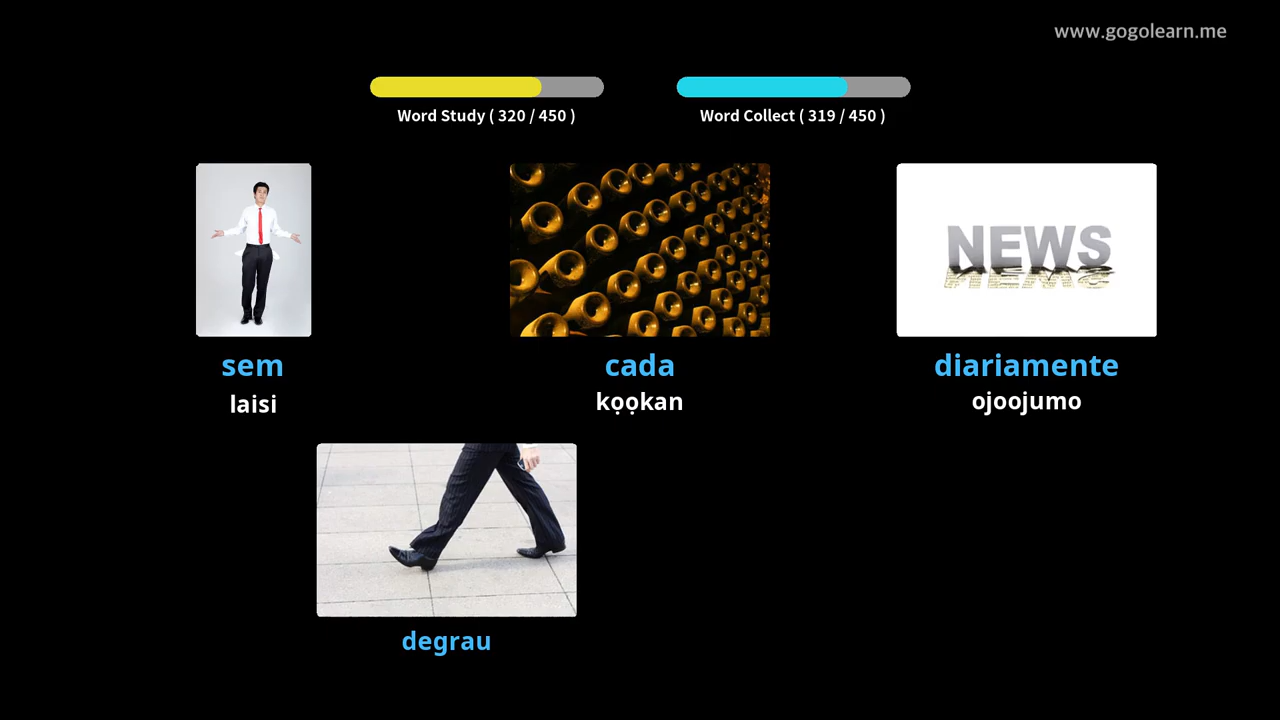 www.gogolearn.me
Word Study ( 320 / 450 )
Word Collect ( 319 / 450 )
NEWS
sem
cada
diariamente
laisi
kọọkan
ojoojumo
degrau